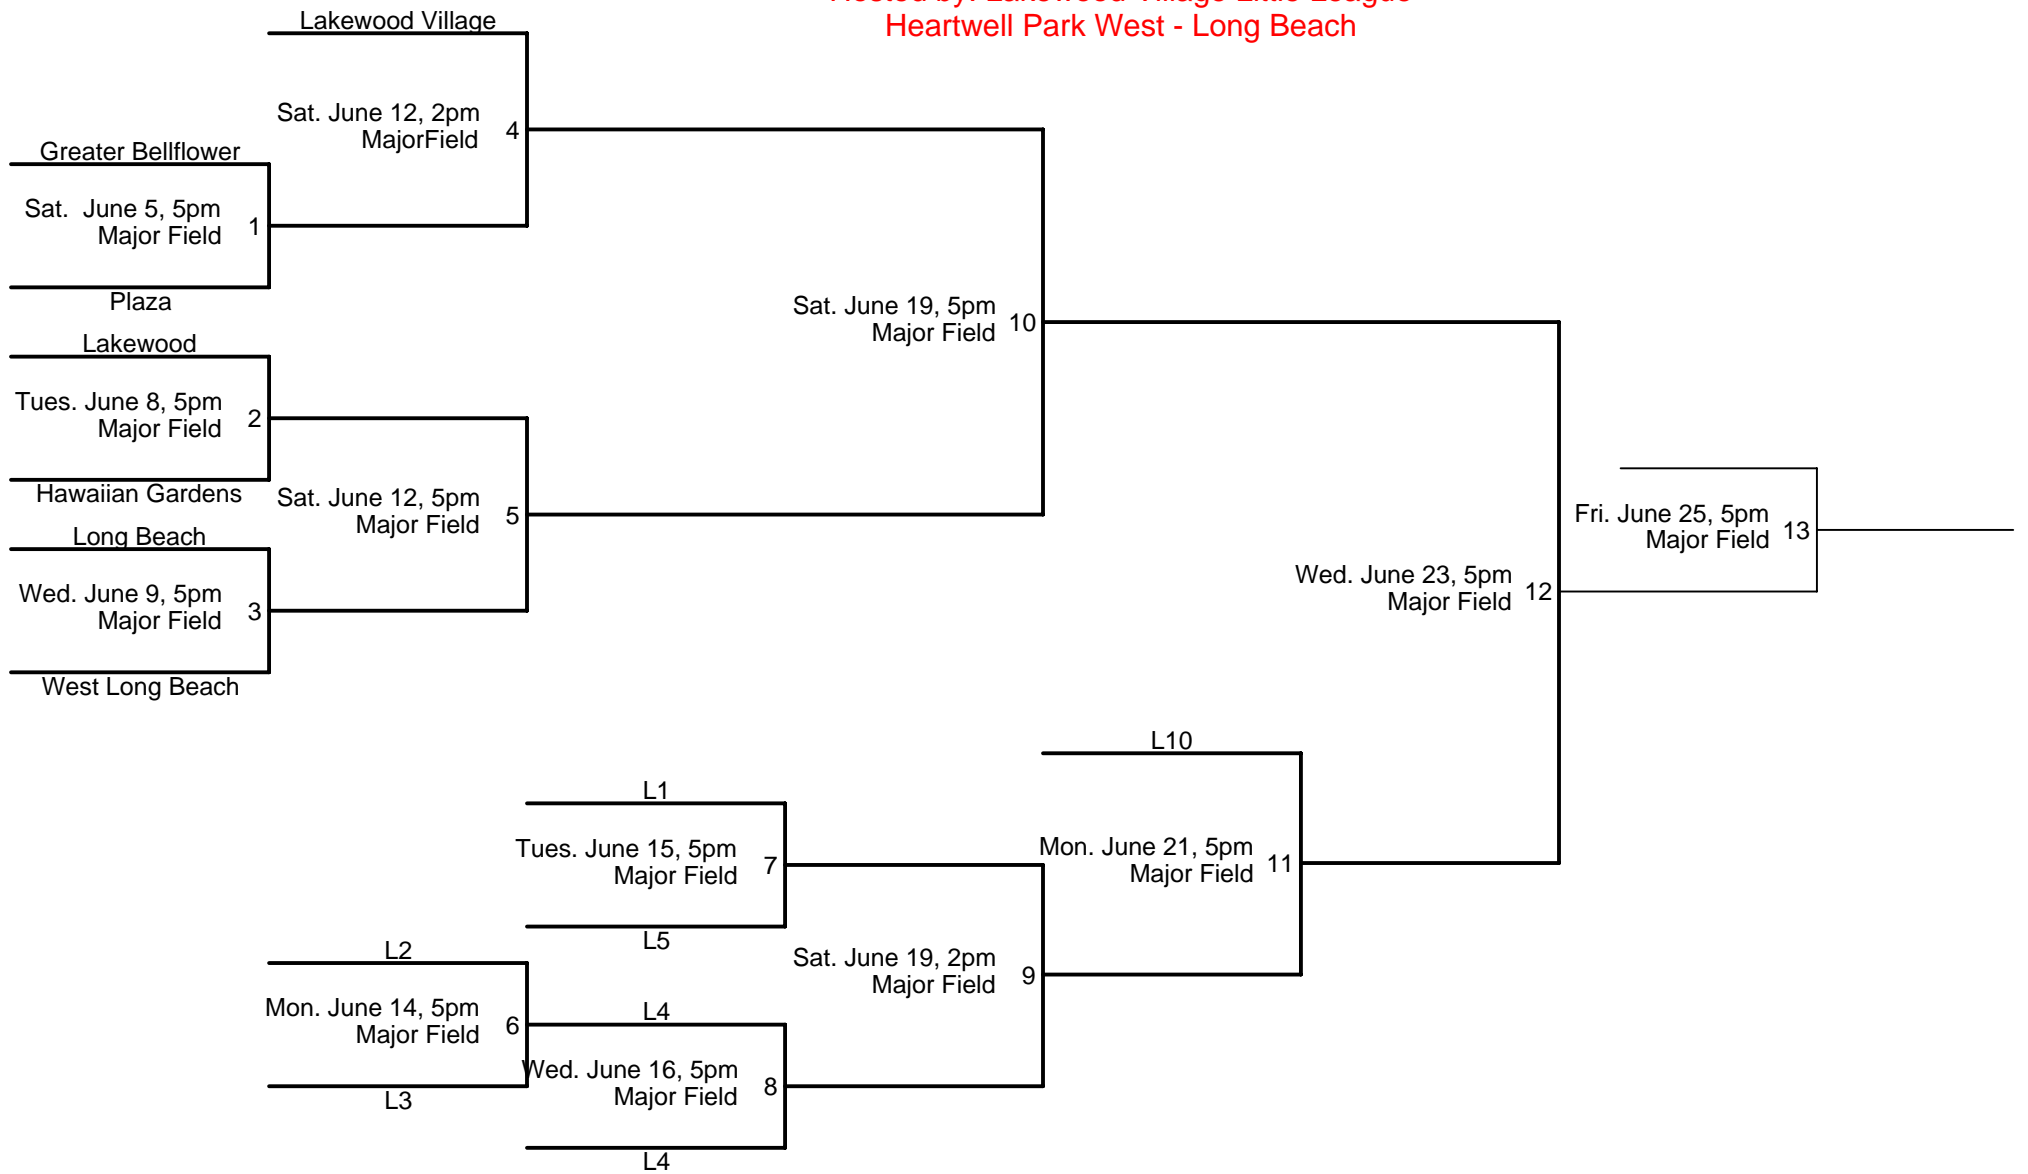 Hosted by: Lakewood Village Little League
Heartwell Park West - Long Beach
Lakewood Village
Sat. June 12, 2pm
MajorField 4
Greater Bellflower
Sat. June 5, 5pm
Major Field 1
Plaza
Lakewood
Tues. June 8, 5pm
Major Field 2
Hawaiian Gardens
Sat. June 12, 5pm
Major Field 5
Long Beach
Wed. June 9, 5pm
Major Field 3
West Long Beach
Sat. June 19, 5pm
Major Field 10
Wed. June 23, 5pm
Major Field 12
Fri. June 25, 5pm
Major Field 13
L10
Mon. June 21, 5pm
Major Field 11
L1
Tues. June 15, 5pm
Major Field 7
L5
Sat. June 19, 2pm
Major Field 9
L2
Mon. June 14, 5pm
Major Field 6
L3
L4
Wed. June 16, 5pm
Major Field 8
L4